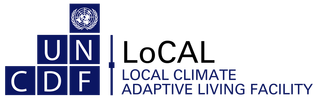 UN
CDF
LoCAL
LOCAL CLIMATE
ADAPTIVE LIVING FACILITY